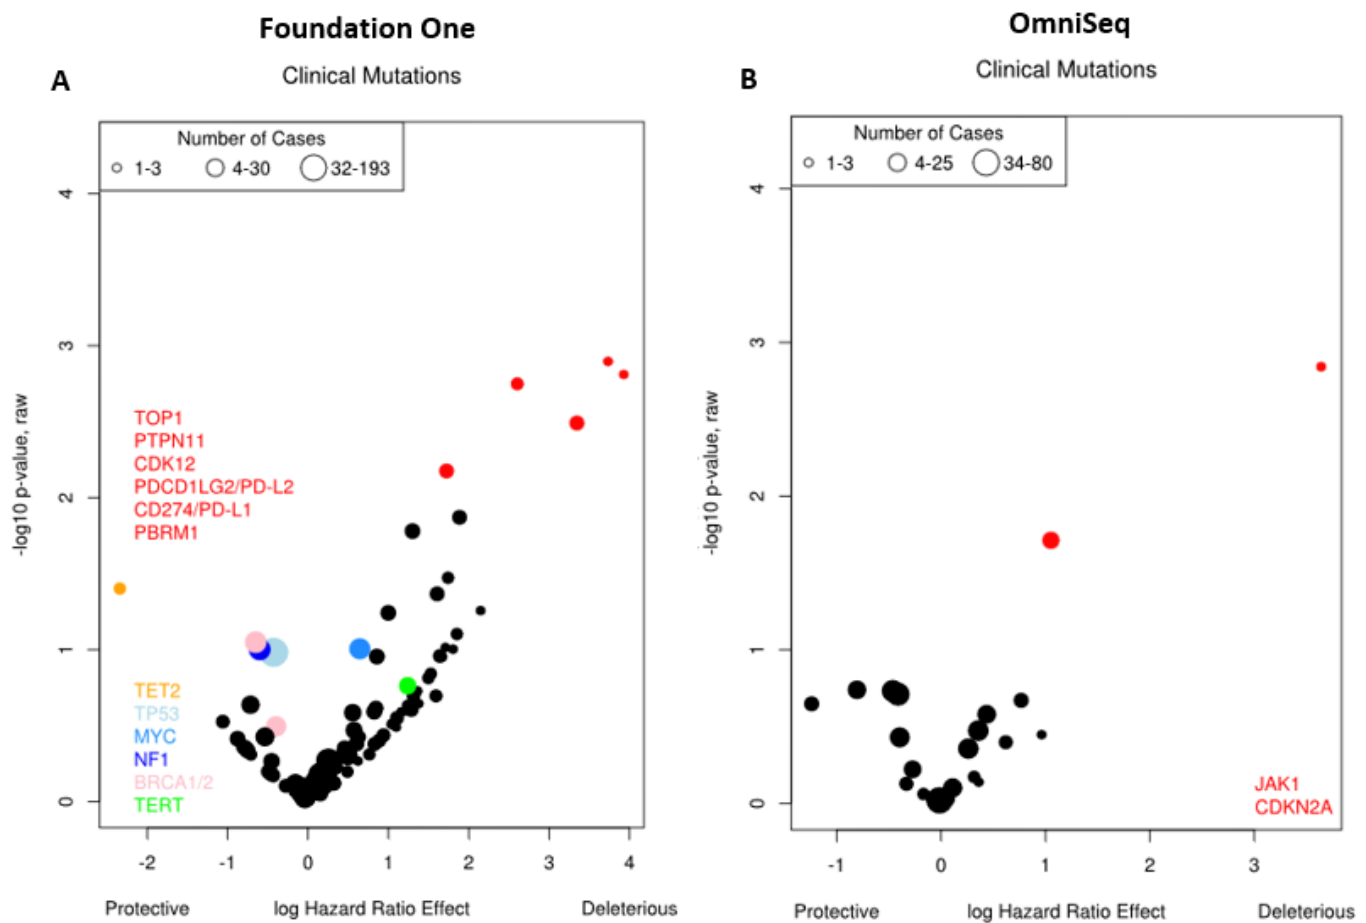 Foundation One
A
Clinical Mutations
Number of Cases
1-3
4-30
32-193
-log10 p-value, raw
4
3
2
1
0
TOP1
PTPN11
CDK12
PDCD1LG2/PD-L2
CD274/PD-L1
PBRM1
TET2
TP53
MYC
NF1
BRCA1/2
TERT
-2 -1 0 1 2 3 4
Protective log Hazard Ratio Effect Deleterious
OmniSeq
B
Clinical Mutations
Number of Cases
1-3
4-25
34-80
-log10 p-value, raw
4
3
2
1
0
JAK1
CDKN2A
-1 0 1 2 3
Protective log Hazard Ratio Effect Deleterious